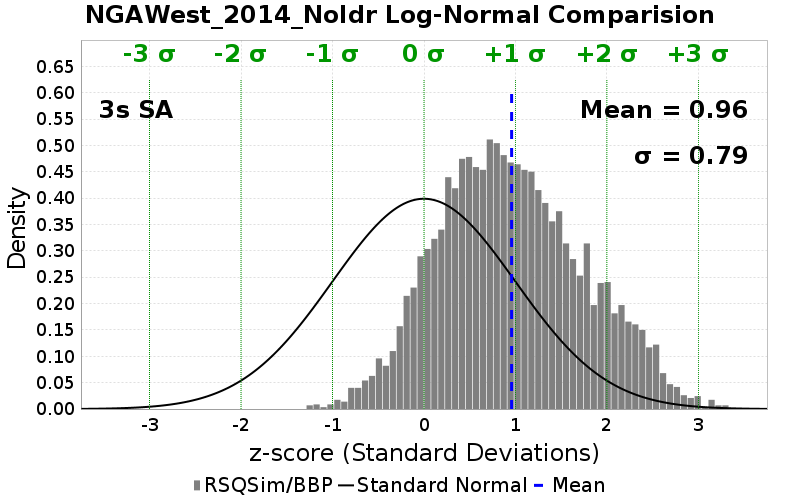 NGAWest_2014_NoIdr Log-Normal Comparision
-3 σ -2 σ -1 σ 0 σ +1 σ +2 σ +3 σ
3s SA
Mean = 0.96
σ = 0.79
0.65
0.60
0.55
0.50
0.45
0.40
0.35
0.30
0.25
0.20
0.15
0.10
0.05
0.00
Density
-3 -2 -1 0 1 2 3
z-score (Standard Deviations)
RSQSim/BBP Standard Normal Mean